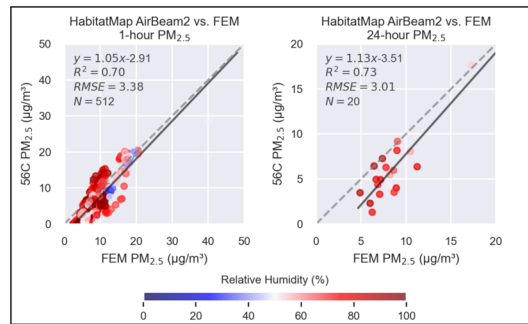 HabitatMap AirBeam2 vs. FEM
1-hour PM2.5
50
40
30
20
10
0
56C PM2.5 (μg/m³)
y = 1.05x-2.91
R² = 0.70
RMSE = 3.38
N = 512
0 10 20 30 40 50
FEM PM2.5 (μg/m³)
HabitatMap AirBeam2 vs. FEM
24-hour PM2.5
20
15
10
5
0
56C PM2.5 (μg/m³)
y = 1.13x-3.51
R² = 0.73
RMSE = 3.01
N = 20
0 5 10 15 20
FEM PM2.5 (μg/m³)
Relative Humidity (%)
0 20 40 60 80 100